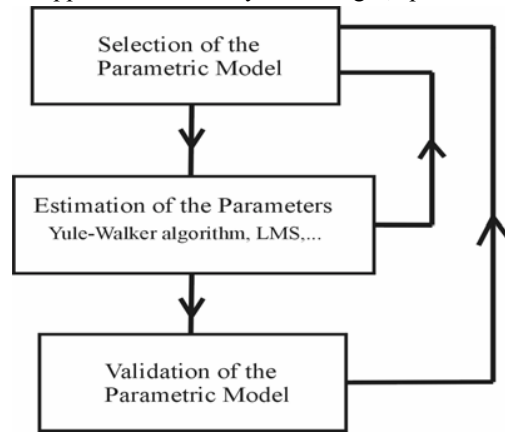 Selection of the
Parametric Model
Estimation of the Parameters
Yule-Walker algorithm, LMS,...
Validation of the
Parametric Model